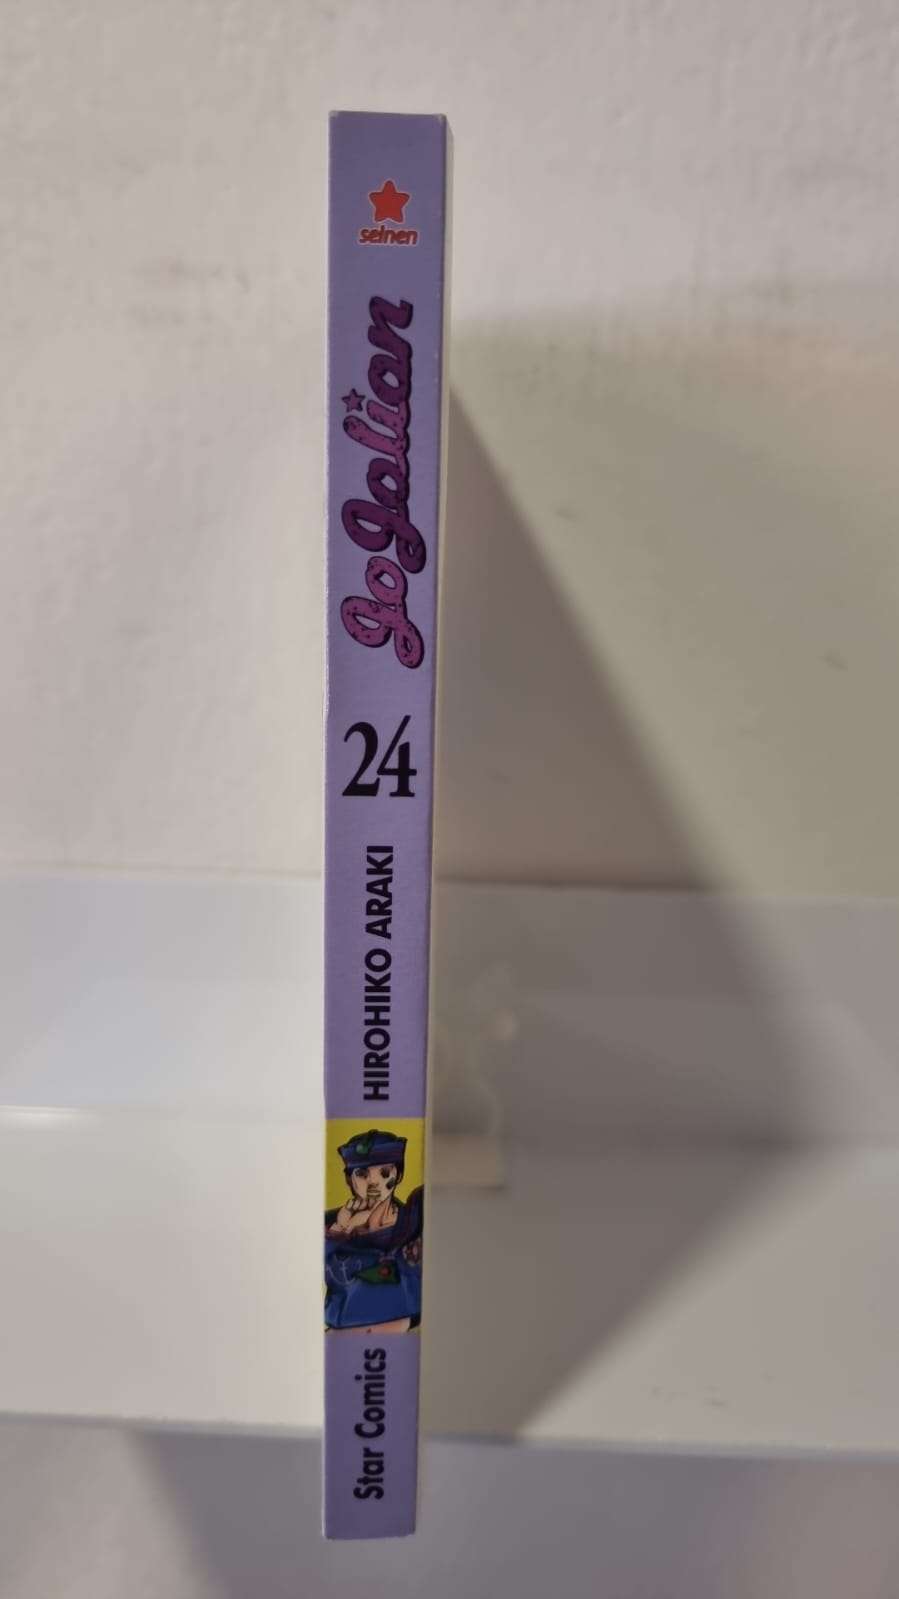 seinen
JoJolion
24
HIROHIKO ARAKI
Star Comics